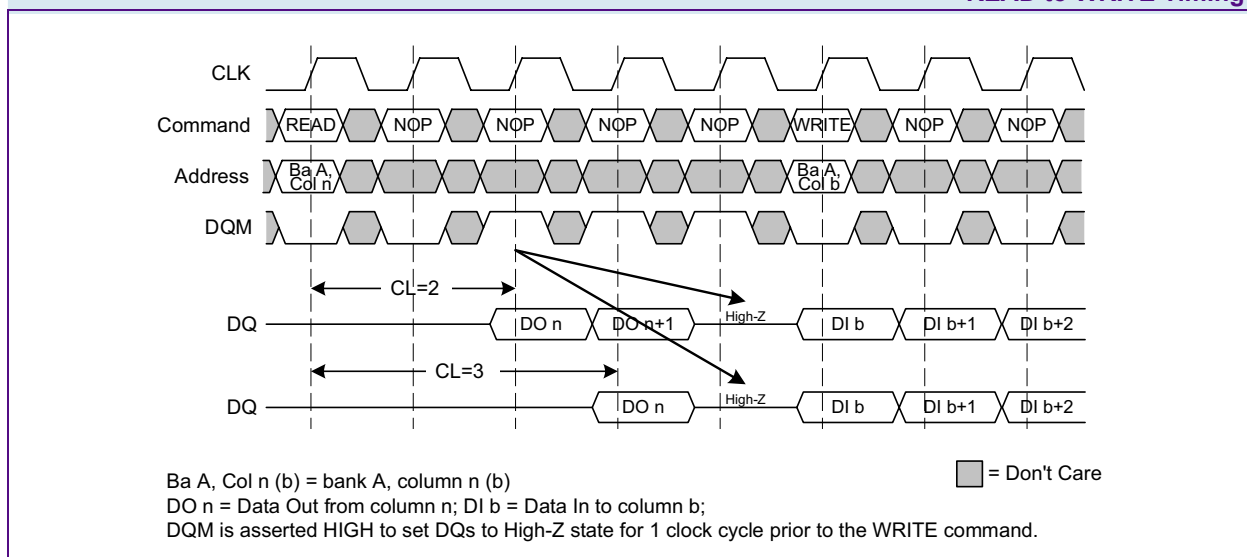 READ to WRITE Timing
CLK
Command READ NOP NOP NOP NOP WRITE NOP NOP
Address Ba A, Col n Ba A, Col b
DQM
CL=2
DQ DO n DO n+1 High-Z DI b DI b+1 DI b+2
CL=3
DQ DO n High-Z DI b DI b+1 DI b+2
Ba A, Col n (b) = bank A, column n (b)
= Don't Care
DO n = Data Out from column n; DI b = Data In to column b;
DQM is asserted HIGH to set DQs to High-Z state for 1 clock cycle prior to the WRITE command.